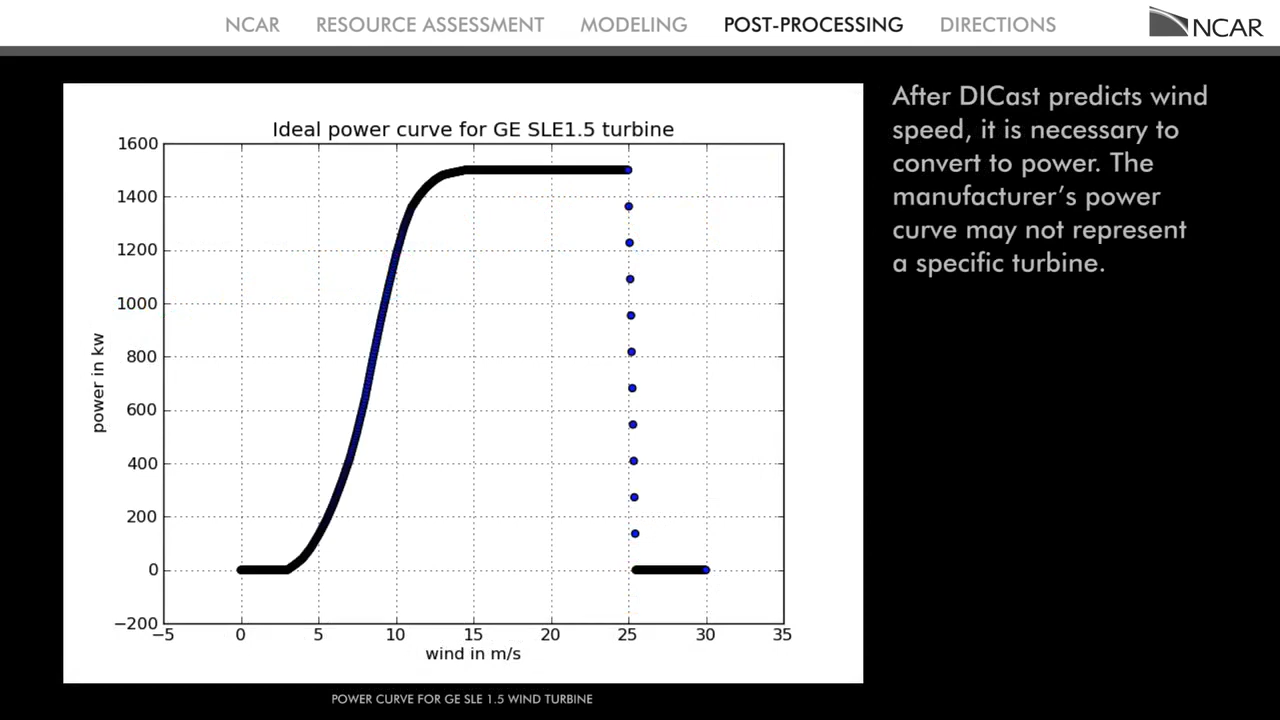 NCAR RESOURCE ASSESSMENT MODELING POST-PROCESSING DIRECTIONS NCAR
After DICast predicts wind
speed, it is necessary to
convert to power. The
manufacturer’s power
curve may not represent
a specific turbine.
Ideal power curve for GE SLE1.5 turbine
1600
1400
1200
1000
800
600
400
200
0
−200
power in kw
−5 0 5 10 15 20 25 30 35
wind in m/s
POWER CURVE FOR GE SLE 1.5 WIND TURBINE